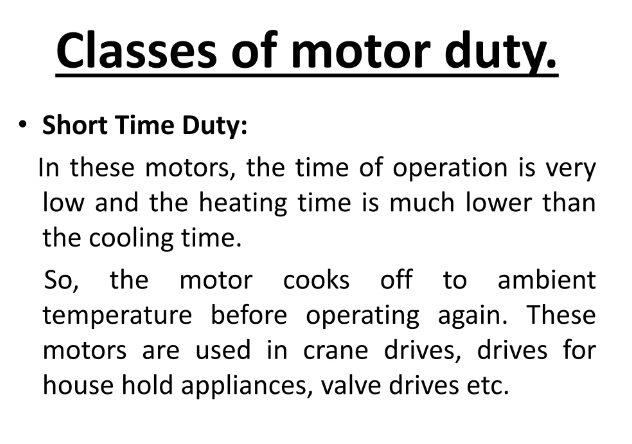 Classes of motor duty.
• Short Time Duty:
In these motors, the time of operation is very
low and the heating time is much lower than
the cooling time.
So, the motor cooks off to ambient
temperature before operating again. These
motors are used in crane drives, drives for
house hold appliances, valve drives etc.